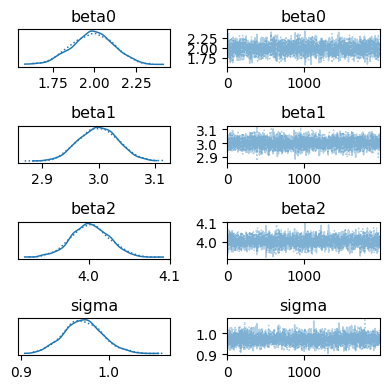 beta0 beta0
2.25
2.00
1.75
1.75 2.00 2.25 0 1000
beta1 beta1
3.1
3.0
2.9
2.9 3.0 3.1 0 1000
beta2 beta2
4.1
4.0
4.0 4.1 0 1000
sigma sigma
1.0
0.9
0.9 1.0 0 1000